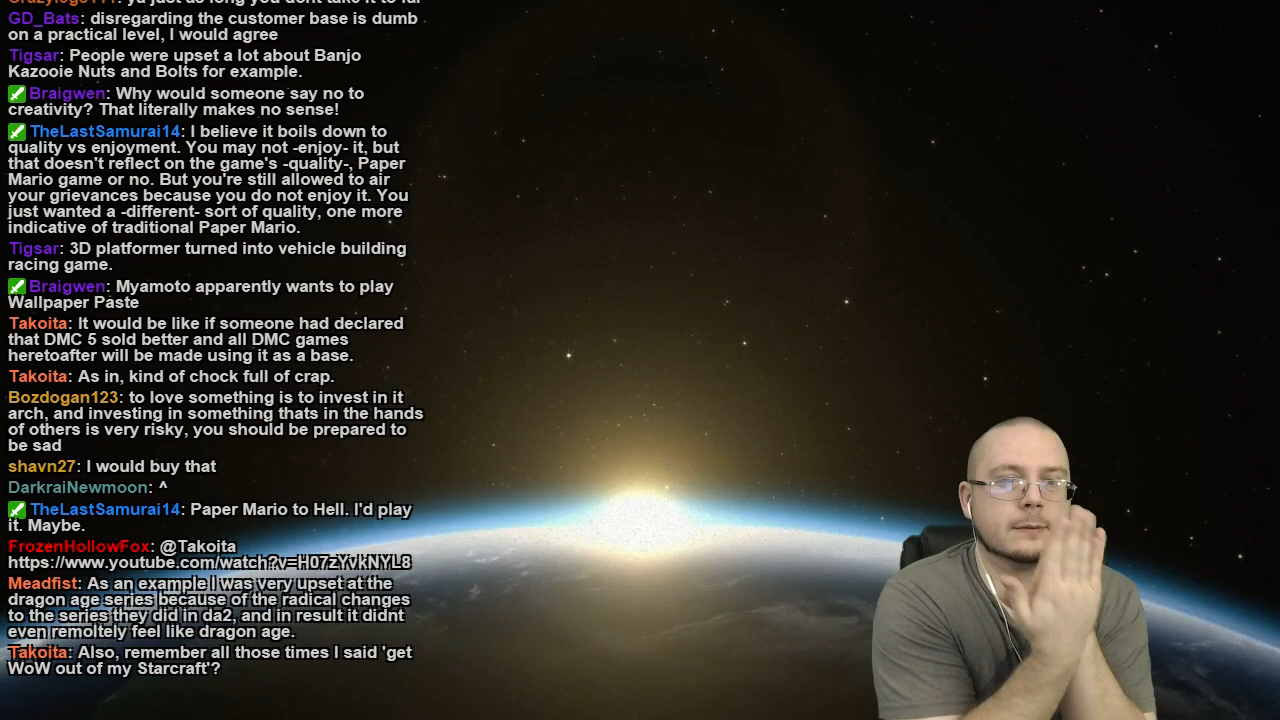 GD_Bats: disregarding the customer base is dumb
on a practical level, I would agree
Tigsar: People were upset a lot about Banjo
Kazooie Nuts and Bolts for example.
Braigwen: Why would someone say no to
creativity? That literally makes no sense!
TheLastSamurai14: I believe it boils down to
quality vs enjoyment. You may not -enjoy- it, but
that doesn't reflect on the game's -quality-, Paper
Mario game or no. But you're still allowed to air
your grievances because you do not enjoy it. You
just wanted a -different- sort of quality, one more
indicative of traditional Paper Mario.
Tigsar: 3D platformer turned into vehicle building
racing game.
Braigwen: Myamoto apparently wants to play
Wallpaper Paste
Takoita: It would be like if someone had declared
that DMC 5 sold better and all DMC games
heretoafter will be made using it as a base.
Takoita: As in, kind of chock full of crap.
Bozdogan123: to love something is to invest in it
arch, and investing in something thats in the hands
of others is very risky, you should be prepared to
be sad
shavn27: I would buy that
DarkraiNewmoon: ^
TheLastSamurai14: Paper Mario to Hell. I'd play
it. Maybe.
FrozenHollowFox: @Takoita
https://www.youtube.com/watch?v=H07zYvkNYL8
Meadfist: As an example I was very upset at the
dragon age series because of the radical changes
to the series they did in da2, and in result it didnt
even remoltely feel like dragon age.
Takoita: Also, remember all those times I said 'get
WoW out of my Starcraft'?